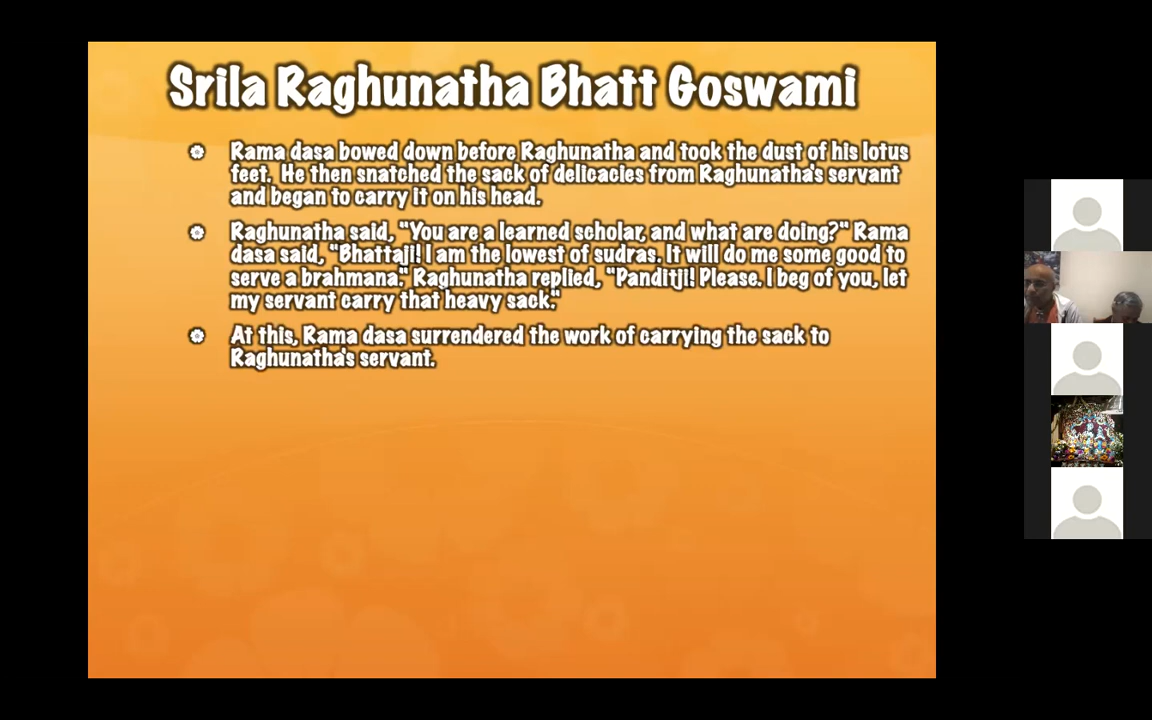 Srila Raghunatha Bhatt Goswami
Rama dasa bowed down before Raghunatha and took the dust of his lotus
feet. He then snatched the sack of delicacies from Raghunatha's servant
and began to carry it on his head.
Raghunatha said, "You are a learned scholar, and what are doing?" Rama
dasa said, "Bhattaji! I am the lowest of sudras. It will do me some good to
serve a brahmana." Raghunatha replied, "Panditji! Please. I beg of you, let
my servant carry that heavy sack."
At this, Rama dasa surrendered the work of carrying the sack to
Raghunatha's servant.